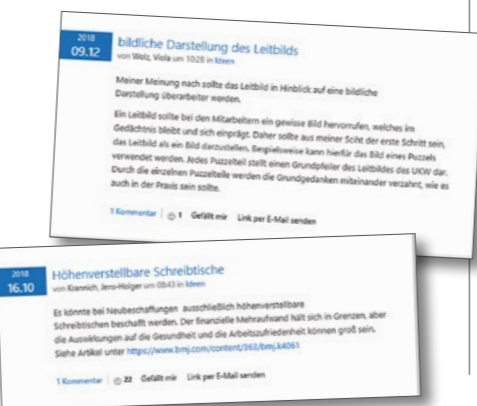 2018
09.12
bildliche Darstellung des Leitbilds
von Welz, Viola um 10:28 in Ideen
Meiner Meinung nach sollte das Leitbild in Hinblick auf eine bildliche
Darstellung überarbeiter werden.
Ein Leitbild sollte bei den Mitarbeitern ein gewisse Bild hervorrufen, welches im
Gedächtnis bleibt und sich einprägt. Daher sollte aus meiner Sciht der erste Schritt sein,
das Leitbild als ein Bild darzustellen. Bespielsweise kann hierfür das Bild eines Puzzels
verwendet werden. Jedes Puzzelteil stellt einen Grundpfeiler des Leitbildes des UKW dar.
Durch die einzelnen Puzzelteile werden die Grundgedanken miteinander verzahnt, wie es
auch in der Praxis sein sollte.
1 Kommentar 1 Gefällt mir Link per E-Mail senden
2018
16.10
Höhenverstellbare Schreibtische
von Krannich, Jens-Holger um 08:43 in Ideen
Es könnte bei Neubeschaffungen ausschließlich höhenverstellbare
Schreibtischen beschafft werden. Der finanzielle Mehraufwand hält sich in Grenzen, aber
die Auswirkungen auf die Gesundheit und die Arbeitszufriedenheit können groß sein.
Siehe Artikel unter https://www.bmj.com/content/363/bmj.k4061
1 Kommentar 22 Gefällt mir Link per E-Mail senden